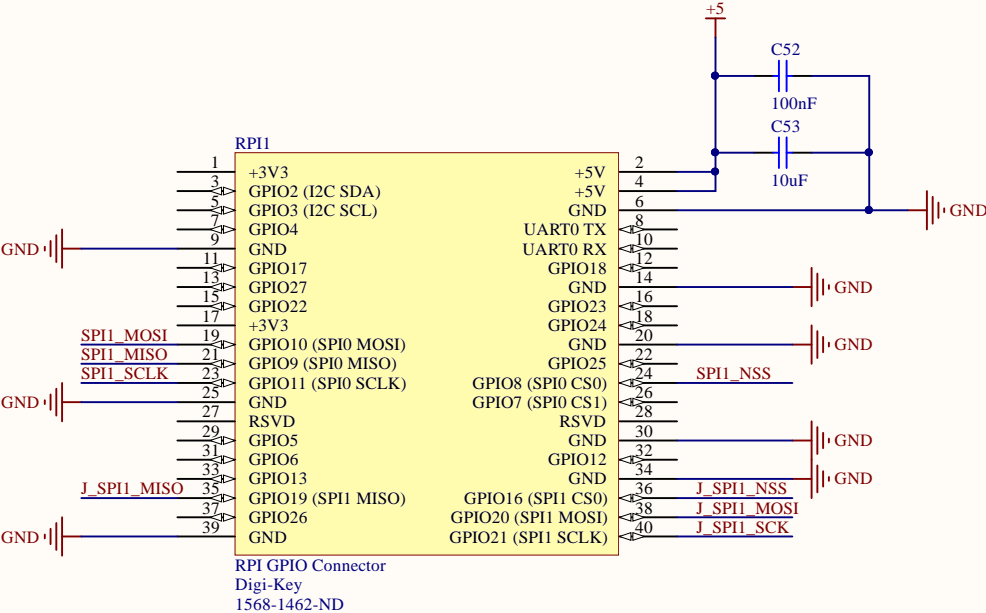 +5
C52
100nF
C53
10uF
RPI1
1 +3V3 +5V 2
3 GPIO2 (I2C SDA) +5V 4
5 GPIO3 (I2C SCL) GND 6 GND
7 GPIO4 UART0 TX 8
GND 9 GND UART0 RX 10
11 GPIO17 GPIO18 12
13 GPIO27 GND 14 GND
15 GPIO22 GPIO23 16
17 +3V3 GPIO24 18
SPI1_MOSI 19 GPIO10 (SPI0 MOSI) GND 20 GND
SPI1_MISO 21 GPIO9 (SPI0 MISO) GPIO25 22
SPI1_SCLK 23 GPIO11 (SPI0 SCLK) GPIO8 (SPI0 CS0) 24 SPI1_NSS
GND 25 GND GPIO7 (SPI0 CS1) 26
27 RSVD RSVD 28
29 GPIO5 GND 30 GND
31 GPIO6 GPIO12 32
33 GPIO13 GND 34 GND
J_SPI1_MISO 35 GPIO19 (SPI1 MISO) GPIO16 (SPI1 CS0) 36 J_SPI1_NSS
37 GPIO26 GPIO20 (SPI1 MOSI) 38 J_SPI1_MOSI
GND 39 GND GPIO21 (SPI1 SCLK) 40 J_SPI1_SCK
RPI GPIO Connector
Digi-Key
1568-1462-ND